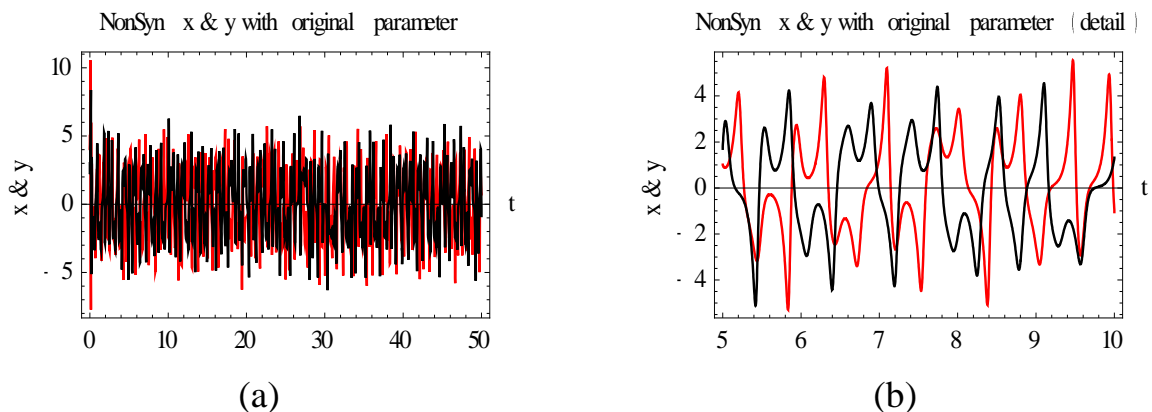 NonSyn x & y with original parameter
10
5
0
- 5
x & y
0 10 20 30 40 50
t
(a)
NonSyn x & y with original parameter ( detail )
4
2
0
- 2
- 4
x & y
5 6 7 8 9 10
t
(b)